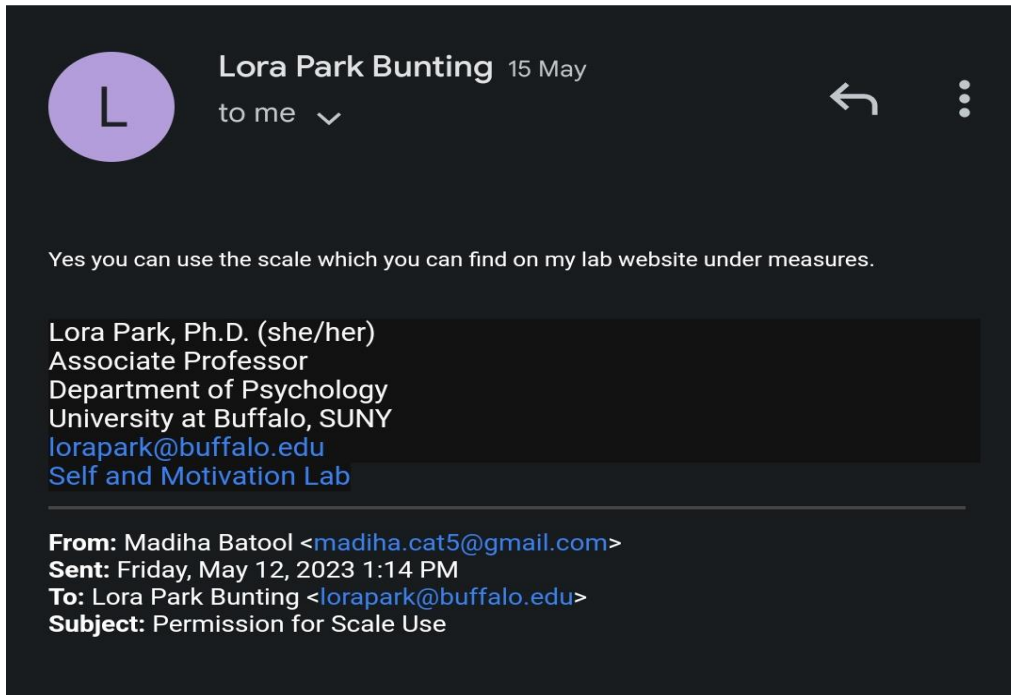 L
Lora Park Bunting 15 May
to me
Yes you can use the scale which you can find on my lab website under measures.
Lora Park, Ph.D. (she/her)
Associate Professor
Department of Psychology
University at Buffalo, SUNY
lorapark@buffalo.edu
Self and Motivation Lab
From: Madiha Batool <madiha.cat5@gmail.com>
Sent: Friday, May 12, 2023 1:14 PM
To: Lora Park Bunting <lorapark@buffalo.edu>
Subject: Permission for Scale Use